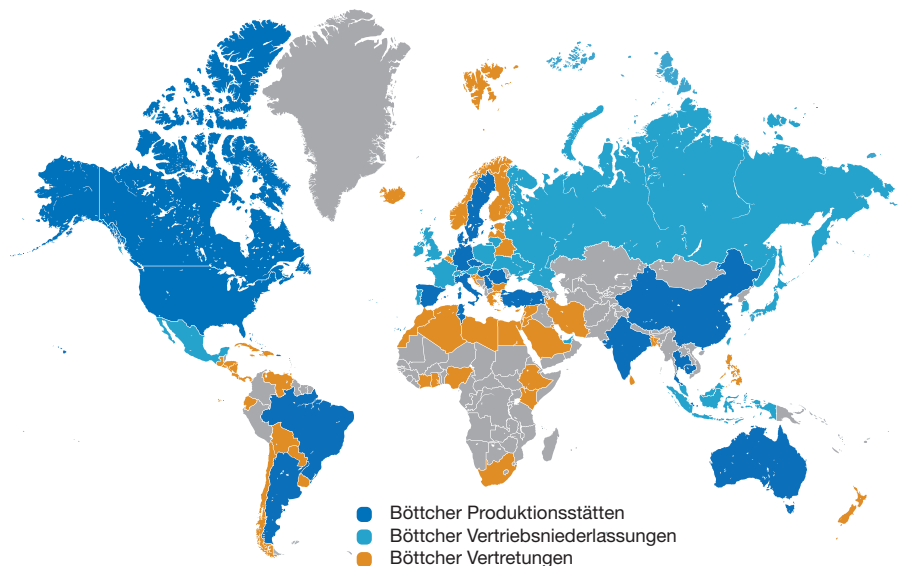 Böttcher Produktionsstätten
Böttcher Vertriebsniederlassungen
Böttcher Vertretungen